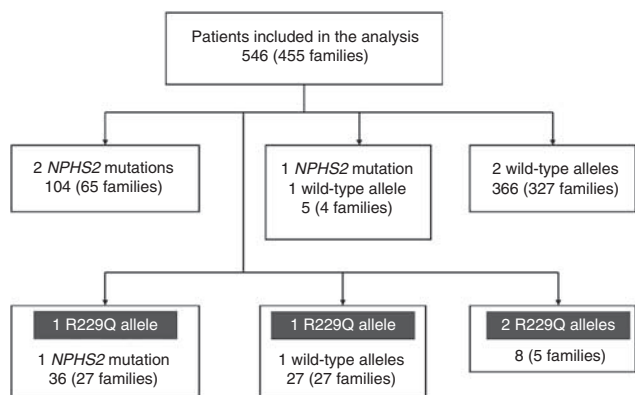 Patients included in the analysis
546 (455 families)
2 NPHS2 mutations
104 (65 families)
1 NPHS2 mutation
1 wild-type allele
5 (4 families)
2 wild-type alleles
366 (327 families)
1 R229Q allele
1 NPHS2 mutation
36 (27 families)
1 R229Q allele
1 wild-type alleles
27 (27 families)
2 R229Q alleles
8 (5 families)